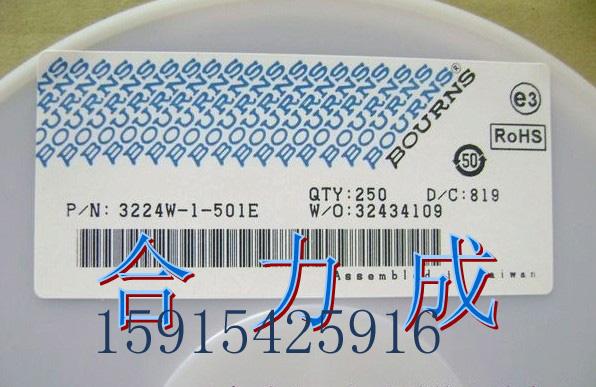 BOURNS®
e3
RoHS
50
P/N: 3224W-1-501E
QTY:250 D/C:819
W/O:32434109
Assembled in Taiwan
合力成
15915425916